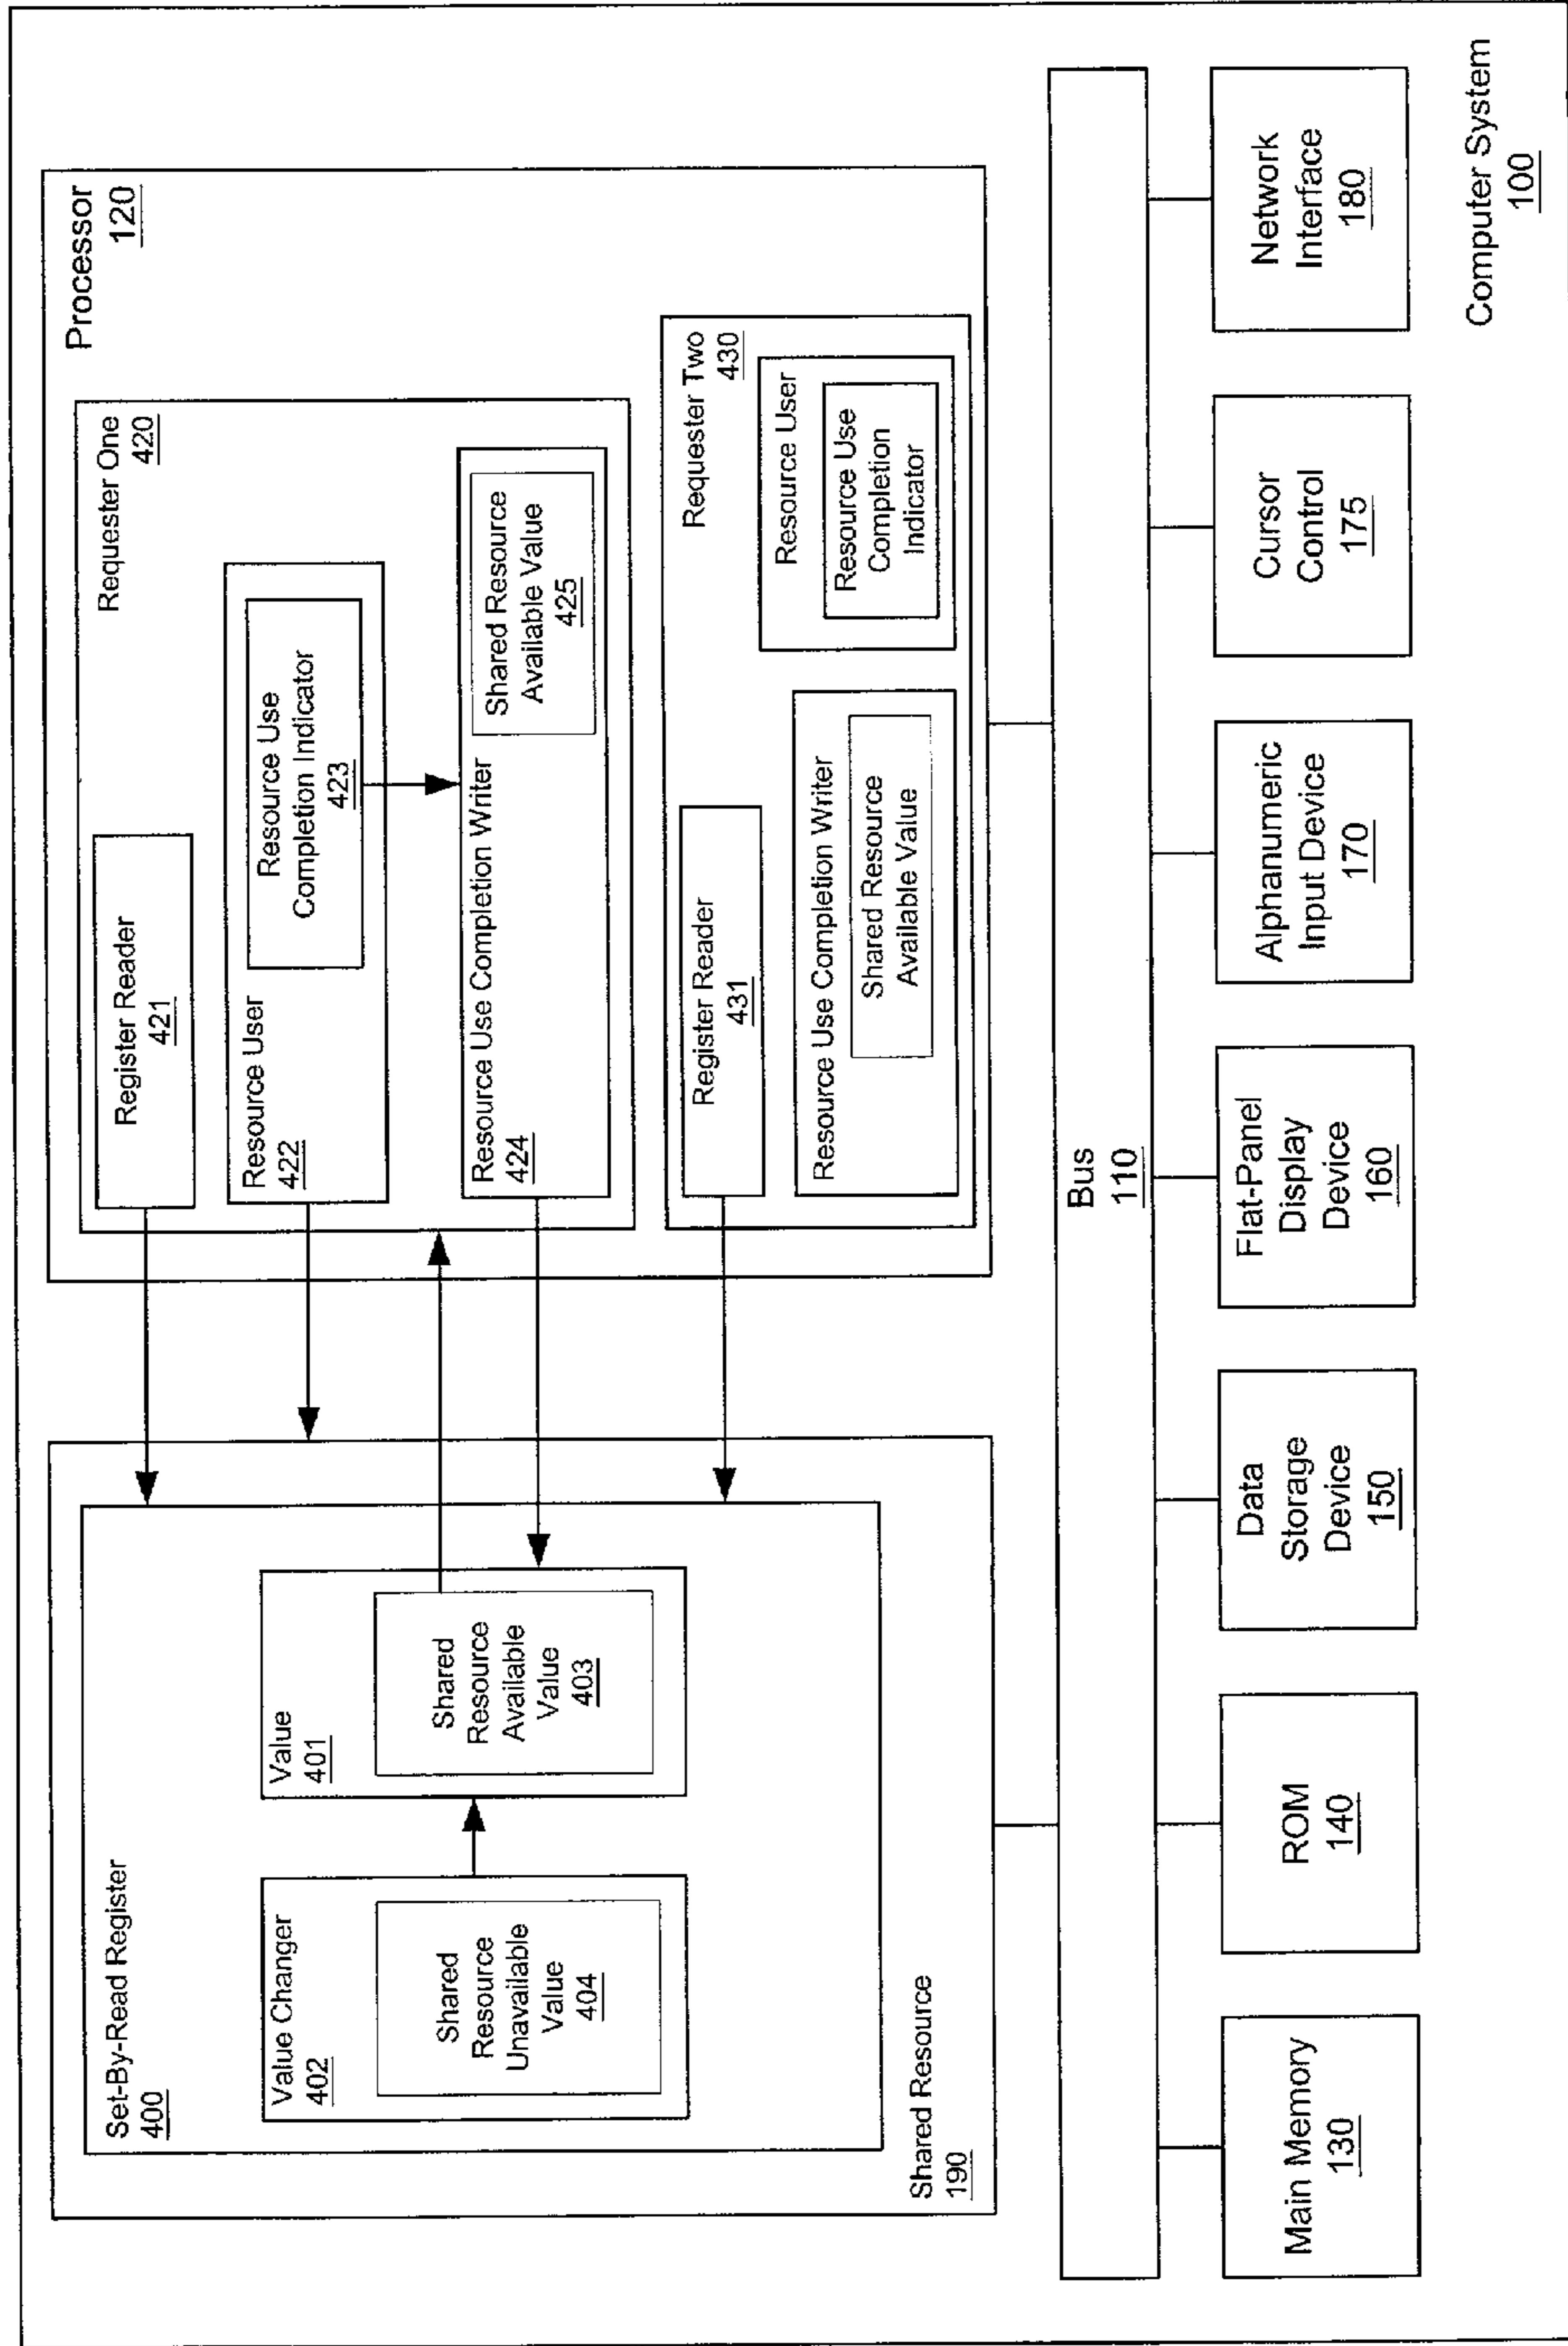 Set-By-Read Register
400
Value Changer
402
Shared
Resource
Unavailable
Value
404
Value
401
Shared
Resource
Available
Value
403
Shared Resource
190
Processor
120
Requester One
420
Register Reader
421
Resource User
422
Resource Use
Completion Indicator
423
Resource Use Completion Writer
424
Shared Resource
Available Value
425
Requester Two
430
Register Reader
431
Resource User
Resource Use
Completion
Indicator
Resource Use Completion Writer
Shared Resource
Available Value
Bus
110
Main Memory
130
ROM
140
Data
Storage
Device
150
Flat-Panel
Display
Device
160
Alphanumeric
Input Device
170
Cursor
Control
175
Network
Interface
180
Computer System
100